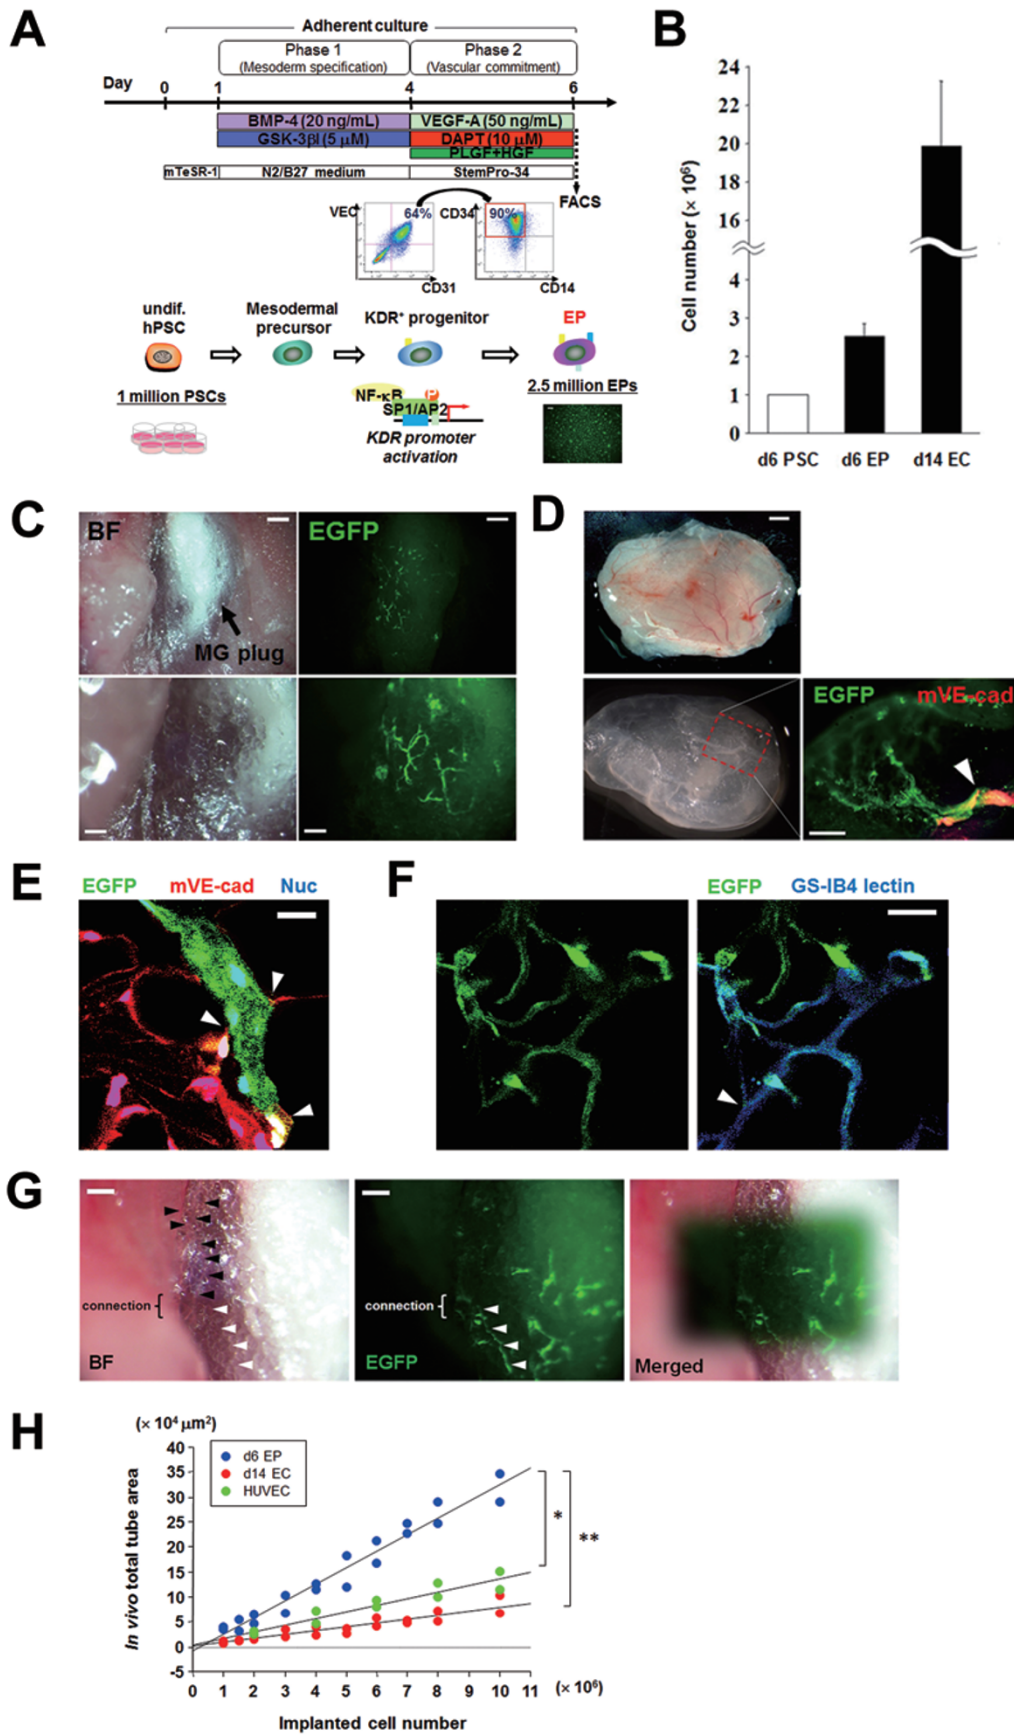 A
Adherent culture
Phase 1
(Mesoderm specification)
Phase 2
(Vascular commitment)
Day
0
1
4
6
BMP-4 (20 ng/mL)
VEGF-A (50 ng/mL)
GSK-3βI (5 μM)
DAPT (10 μM)
PLGF+HGF
mTeSR-1
N2/B27 medium
StemPro-34
FACS
VEC
64%
CD34
90%
CD31
CD14
undif.
hPSC
Mesodermal
precursor
KDR+ progenitor
EP
1 million PSCs
NF-κB
P
SP1/AP2
KDR promoter
activation
2.5 million EPs
B
Cell number (× 10⁶)
24
22
20
18
16
4
3
2
1
0
d6 PSC
d6 EP
d14 EC
C
BF
EGFP
MG plug
D
EGFP
mVE-cad
E
EGFP
mVE-cad
Nuc
F
EGFP
GS-IB4 lectin
G
connection
BF
connection
EGFP
Merged
H
(× 10⁴ μm²)
In vivo total tube area
40
35
30
25
20
15
10
5
0
-5
d6 EP
d14 EC
HUVEC
*
**
0 1 2 3 4 5 6 7 8 9 10 11
(× 10⁶)
Implanted cell number